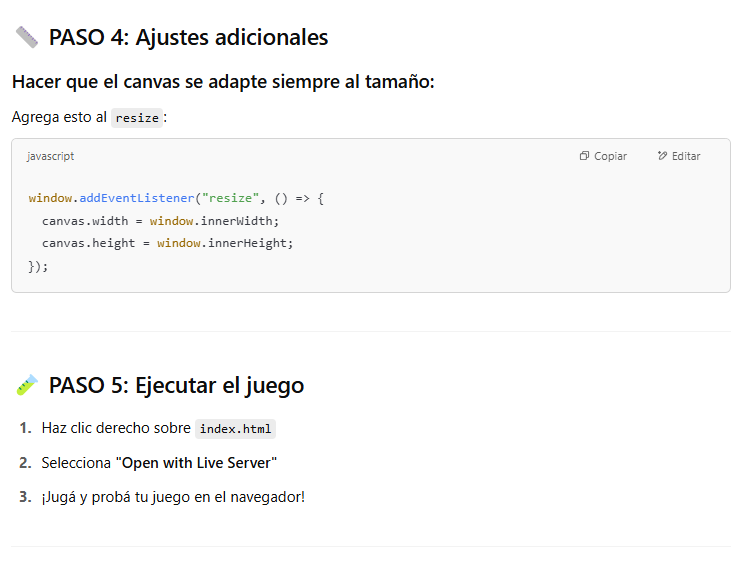 PASO 4: Ajustes adicionales
Hacer que el canvas se adapte siempre al tamaño:
Agrega esto al resize:
javascript
Copiar
Editar
window.addEventListener("resize", () => {
  canvas.width = window.innerWidth;
  canvas.height = window.innerHeight;
});
PASO 5: Ejecutar el juego
1. Haz clic derecho sobre index.html
2. Selecciona "Open with Live Server"
3. ¡Jugá y probá tu juego en el navegador!